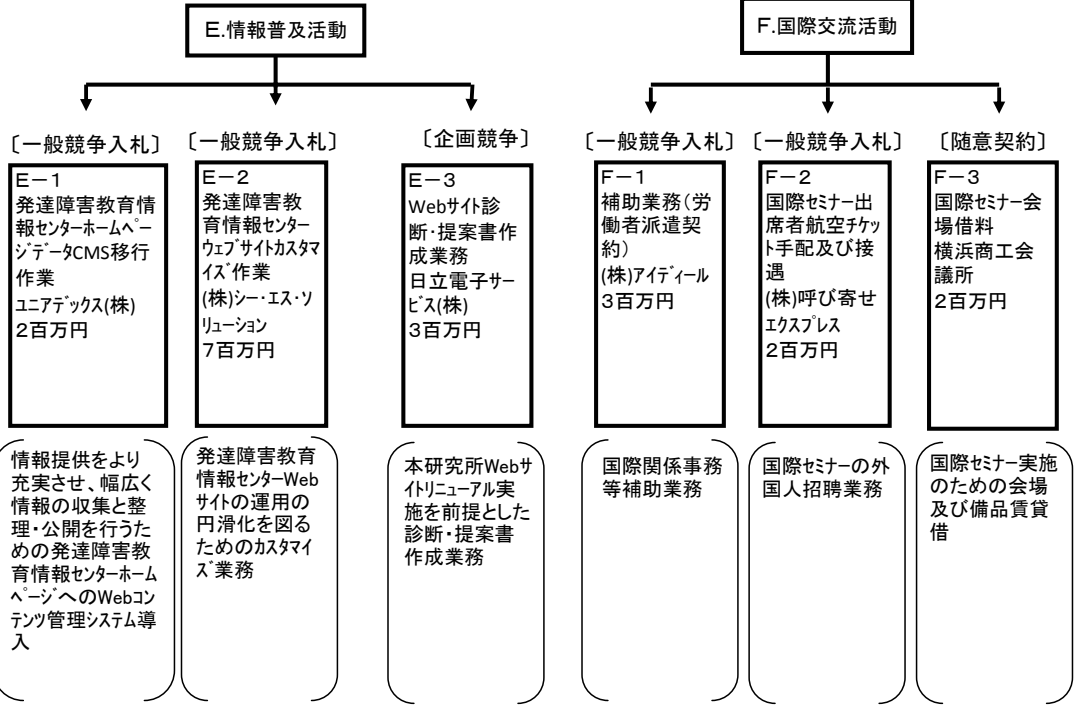 E.情報普及活動
F.国際交流活動
〔一般競争入札〕
E－1
発達障害教育情
報センターホームペー
ジデータCMS移行
作業
ユニアデックス(株)
2百万円
情報提供をより
充実させ、幅広く
情報の収集と整
理・公開を行うた
めの発達障害教
育情報センターホーム
ページへのWebコン
テンツ管理システム導
入
〔一般競争入札〕
E－2
発達障害教
育情報センター
ウェブサイトカスタマ
イズ作業
(株)シー・エス・ソ
リューション
7百万円
発達障害教育
情報センターWeb
サイトの運用の
円滑化を図る
ためのカスタマイ
ズ業務
〔企画競争〕
E－3
Webサイト診
断・提案書作
成業務
日立電子サー
ビス(株)
3百万円
本研究所Webサ
イトリニューアル実
施を前提とした
診断・提案書
作成業務
〔一般競争入札〕
F－1
補助業務(労
働者派遣契
約)
(株)アイディール
3百万円
国際関係事務
等補助業務
〔一般競争入札〕
F－2
国際セミナー出
席者航空チケッ
ト手配及び接
遇
(株)呼び寄せ
エクスプレス
2百万円
国際セミナーの外
国人招聘業務
〔随意契約〕
F－3
国際セミナー会
場借料
横浜商工会
議所
2百万円
国際セミナー実施
のための会場
及び備品賃貸
借